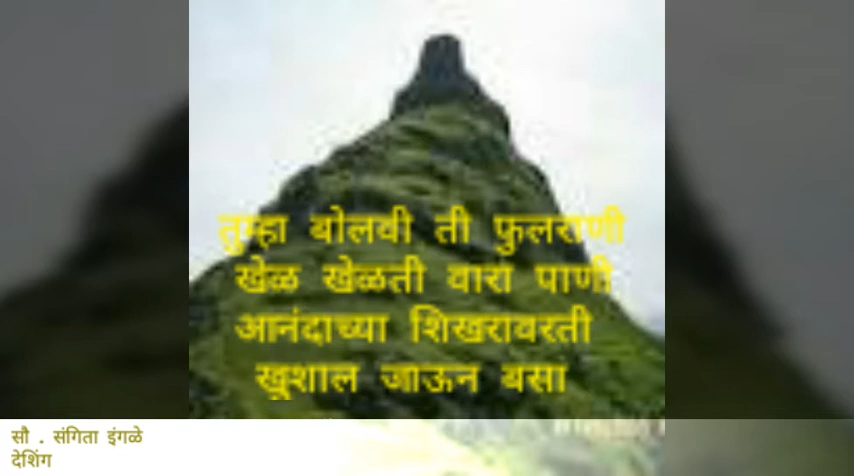 तुम्हा बोलवी ती फुलराणी
खेळ खेळती वारा पाणी
आनंदाच्या शिखरावरती
खूशाल जाऊन बसा
सौ . संगिता इंगळे
देशिंग